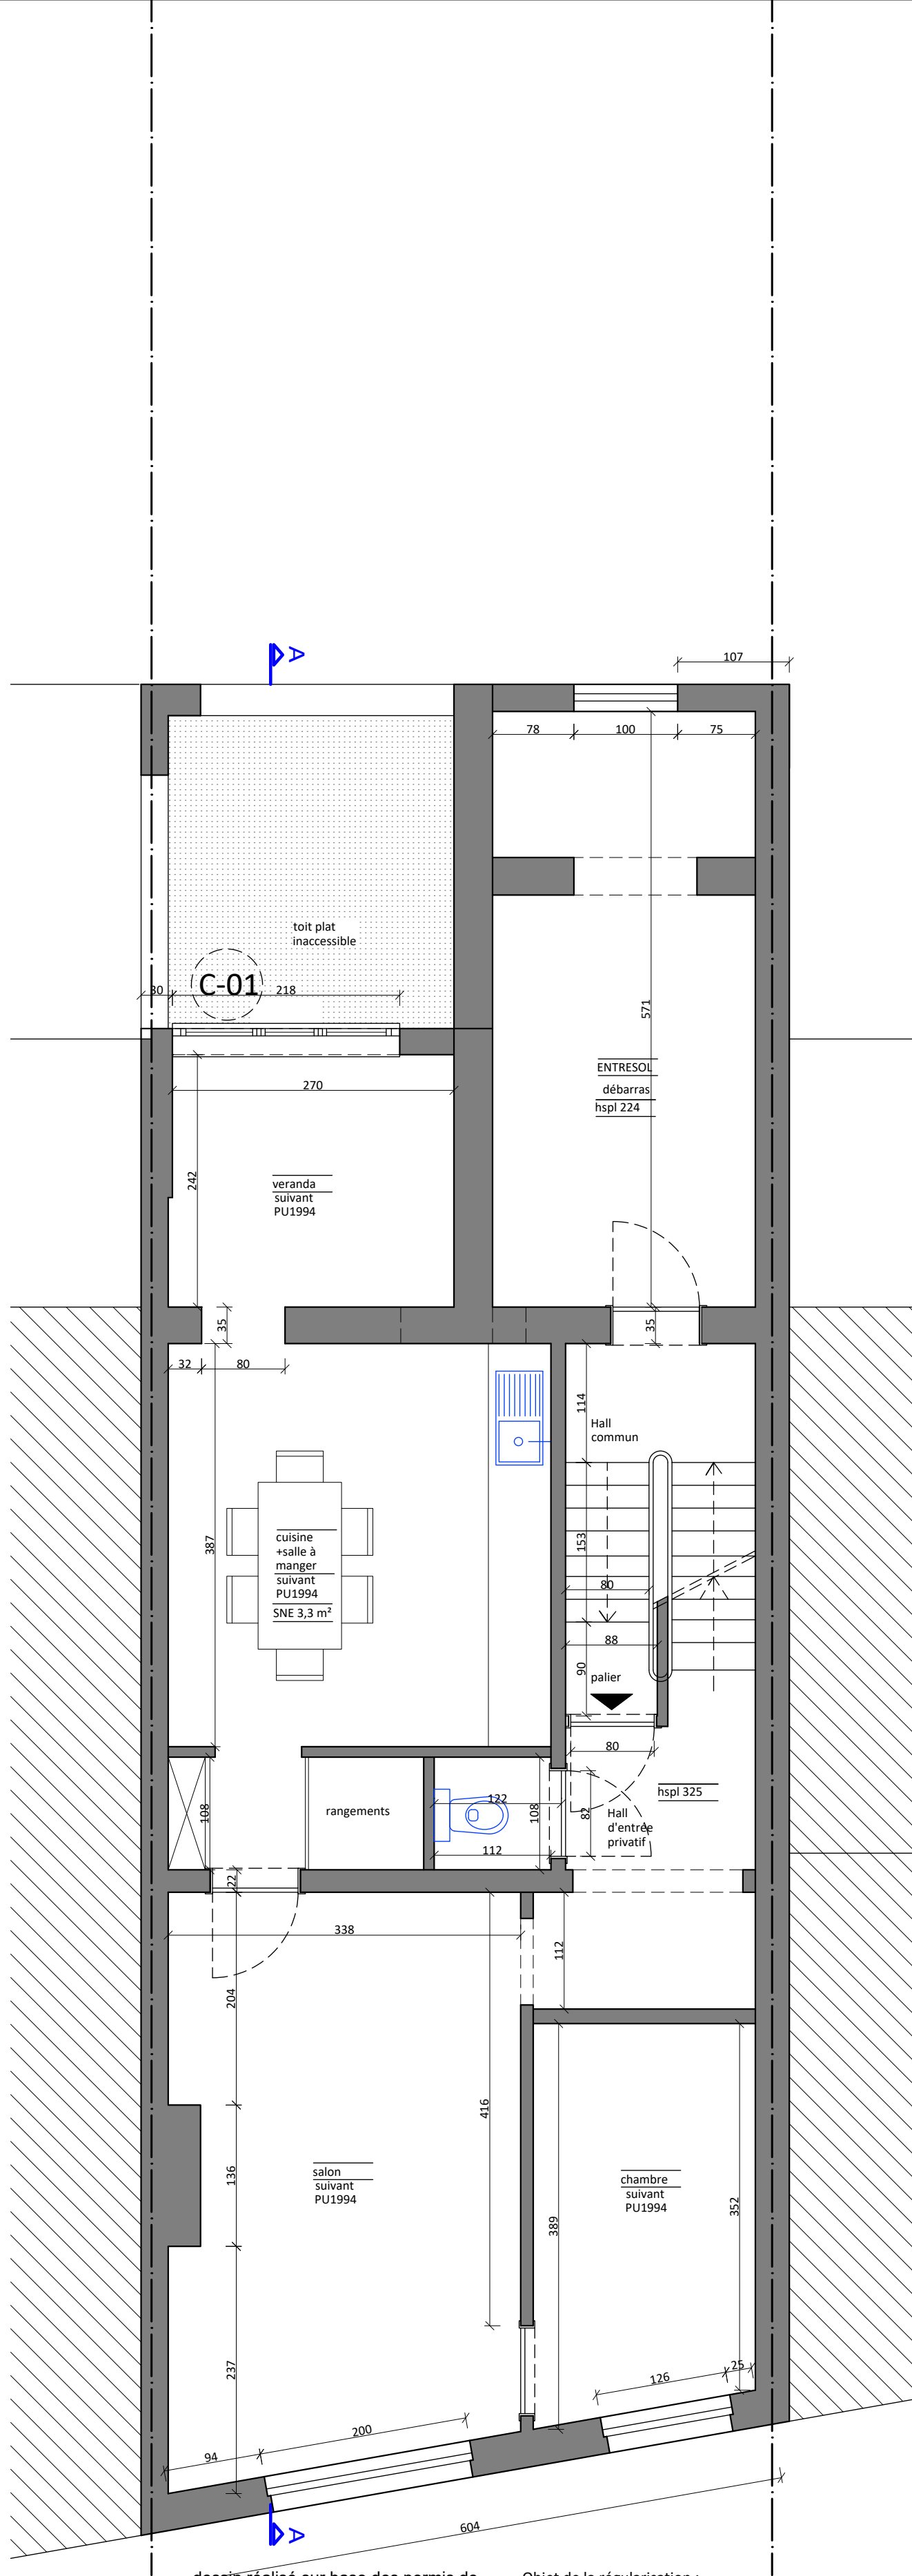 A
107
78 100 75
toit plat
inaccessible
C-01
30 218
571
ENTRESOL
débarras
hspl 224
270
242
veranda
suivant
PU1994
35
35
32 80
114
Hall
commun
387
cuisine
+salle à
manger
suivant
PU1994
SNE 3,3 m²
153
80
88
90
palier
80
hspl 325
108
rangements
122
108
82
Hall
d'entrée
privatif
112
22
338
112
204
416
136
salon
suivant
PU1994
chambre
suivant
PU1994
352
389
237
126 25
200
94
604
A